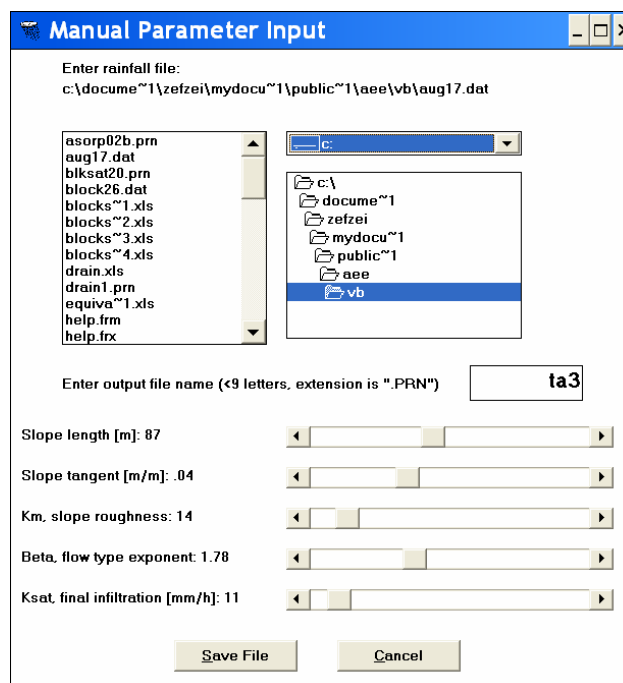 Manual Parameter Input
Enter rainfall file:
c:\docume~1\zefzei\mydocu~1\public~1\aee\vb\aug17.dat
asorp02b.prn
aug17.dat
blksat20.prn
block26.dat
blocks~1.xls
blocks~2.xls
blocks~3.xls
blocks~4.xls
drain.xls
drain1.prn
equiva~1.xls
help.frm
help.frx
c:
c:\
docume~1
zefzei
mydocu~1
public~1
aee
vb
Enter output file name (<9 letters, extension is ".PRN")
ta3
Slope length [m]: 87
Slope tangent [m/m]: .04
Km, slope roughness: 14
Beta, flow type exponent: 1.78
Ksat, final infiltration [mm/h]: 11
Save File
Cancel